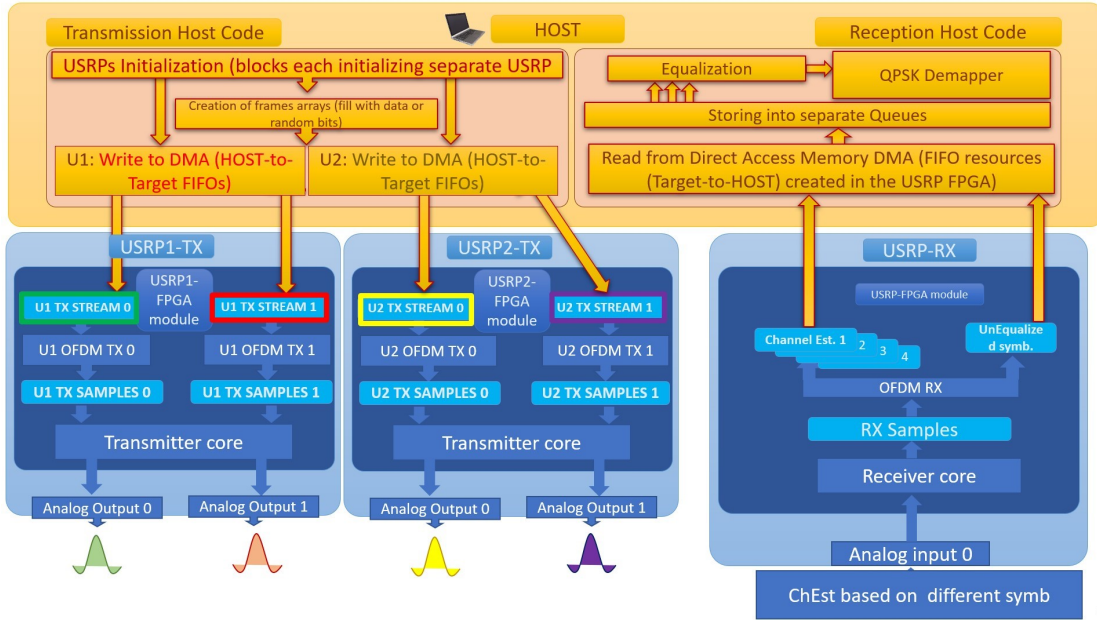 Transmission Host Code
HOST
Reception Host Code
USRPs Initialization (blocks each initializing separate USRP
Creation of frames arrays (fill with data or
random bits)
U1: Write to DMA (HOST-to-
Target FIFOs)
U2: Write to DMA (HOST-to-
Target FIFOs)
Equalization
QPSK Demapper
Storing into separate Queues
Read from Direct Access Memory DMA (FIFO resources
(Target-to-HOST) created in the USRP FPGA)
USRP1-TX
USRP1-
FPGA
module
U1 TX STREAM 0
U1 TX STREAM 1
U1 OFDM TX 0
U1 OFDM TX 1
U1 TX SAMPLES 0
U1 TX SAMPLES 1
Transmitter core
Analog Output 0
Analog Output 1
USRP2-TX
USRP2-
FPGA
module
U2 TX STREAM 0
U2 TX STREAM 1
U2 OFDM TX 0
U2 OFDM TX 1
U2 TX SAMPLES 0
U2 TX SAMPLES 1
Transmitter core
Analog Output 0
Analog Output 1
USRP-RX
USRP-FPGA module
Channel Est. 1
2
3
4
UnEqualize
d symb.
OFDM RX
RX Samples
Receiver core
Analog input 0
ChEst based on different symb